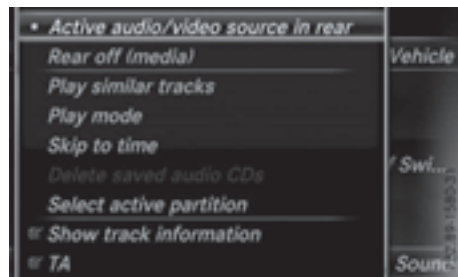 • Active audio/video source in rear
Rear off (media)
Vehicle
Play similar tracks
Play mode
Skip to time
Swi...
Delete saved audio CDs
Select active partition
Show track information
TA
Soun